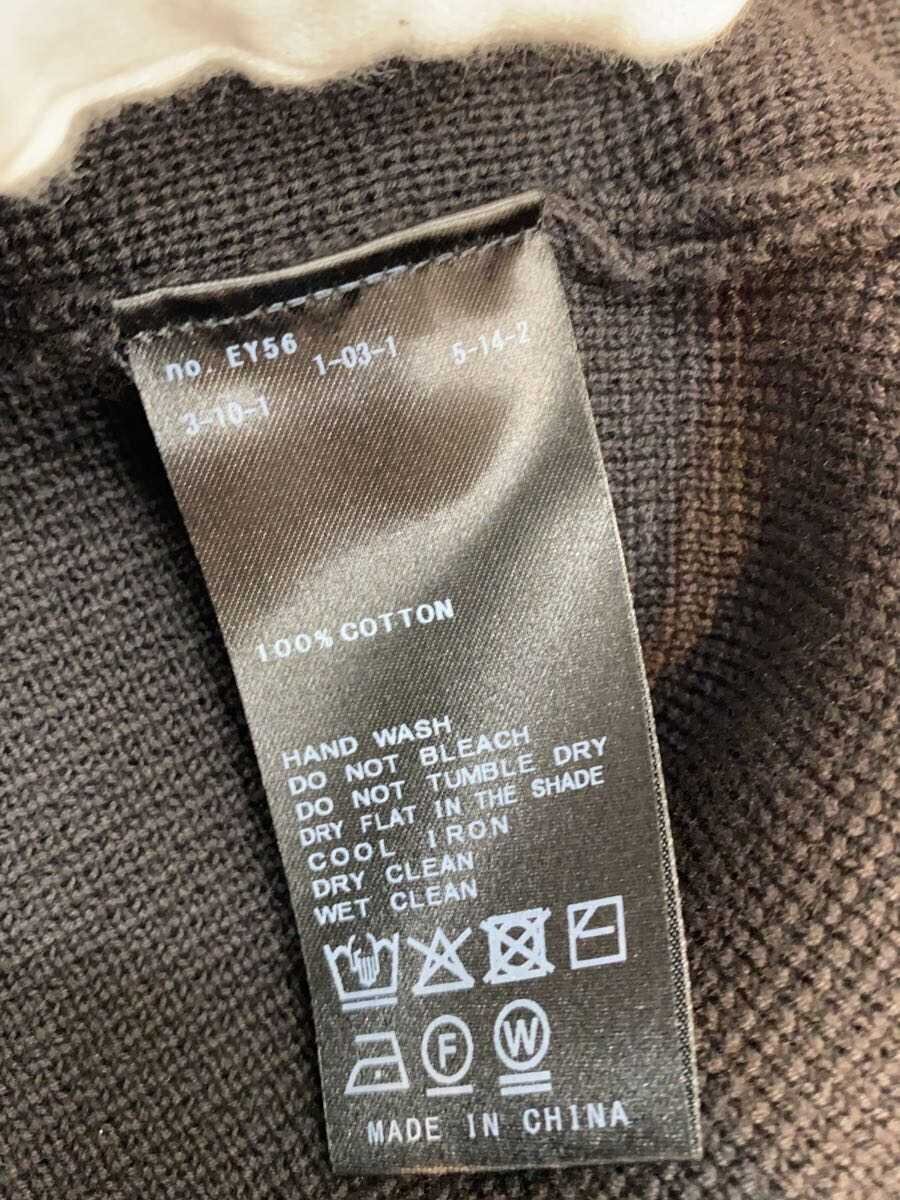 no. EY56 1-03-1 5-14-2
3-10-1
100% COTTON
HAND WASH
DO NOT BLEACH
DO NOT TUMBLE DRY
DRY FLAT IN THE SHADE
COOL IRON
DRY CLEAN
WET CLEAN
F W
MADE IN CHINA